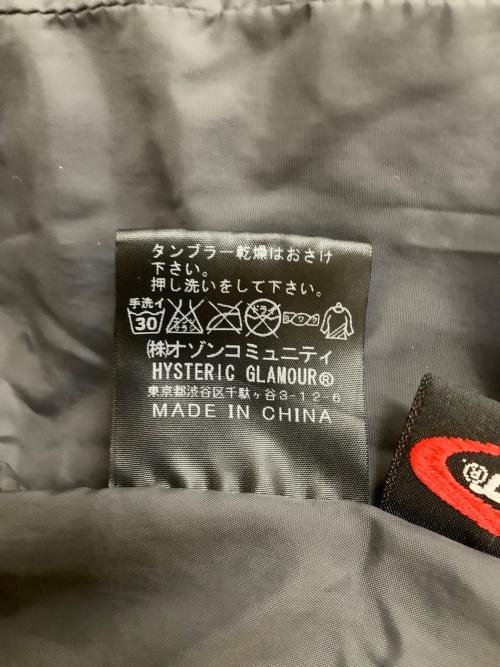 タンブラー乾燥はおさけ
下さい。
押し洗いをして下さい。
手洗イ
30
㈱オゾンコミュニティ
HYSTERIC GLAMOUR®
東京都渋谷区千駄ヶ谷3-12-6
MADE IN CHINA
®